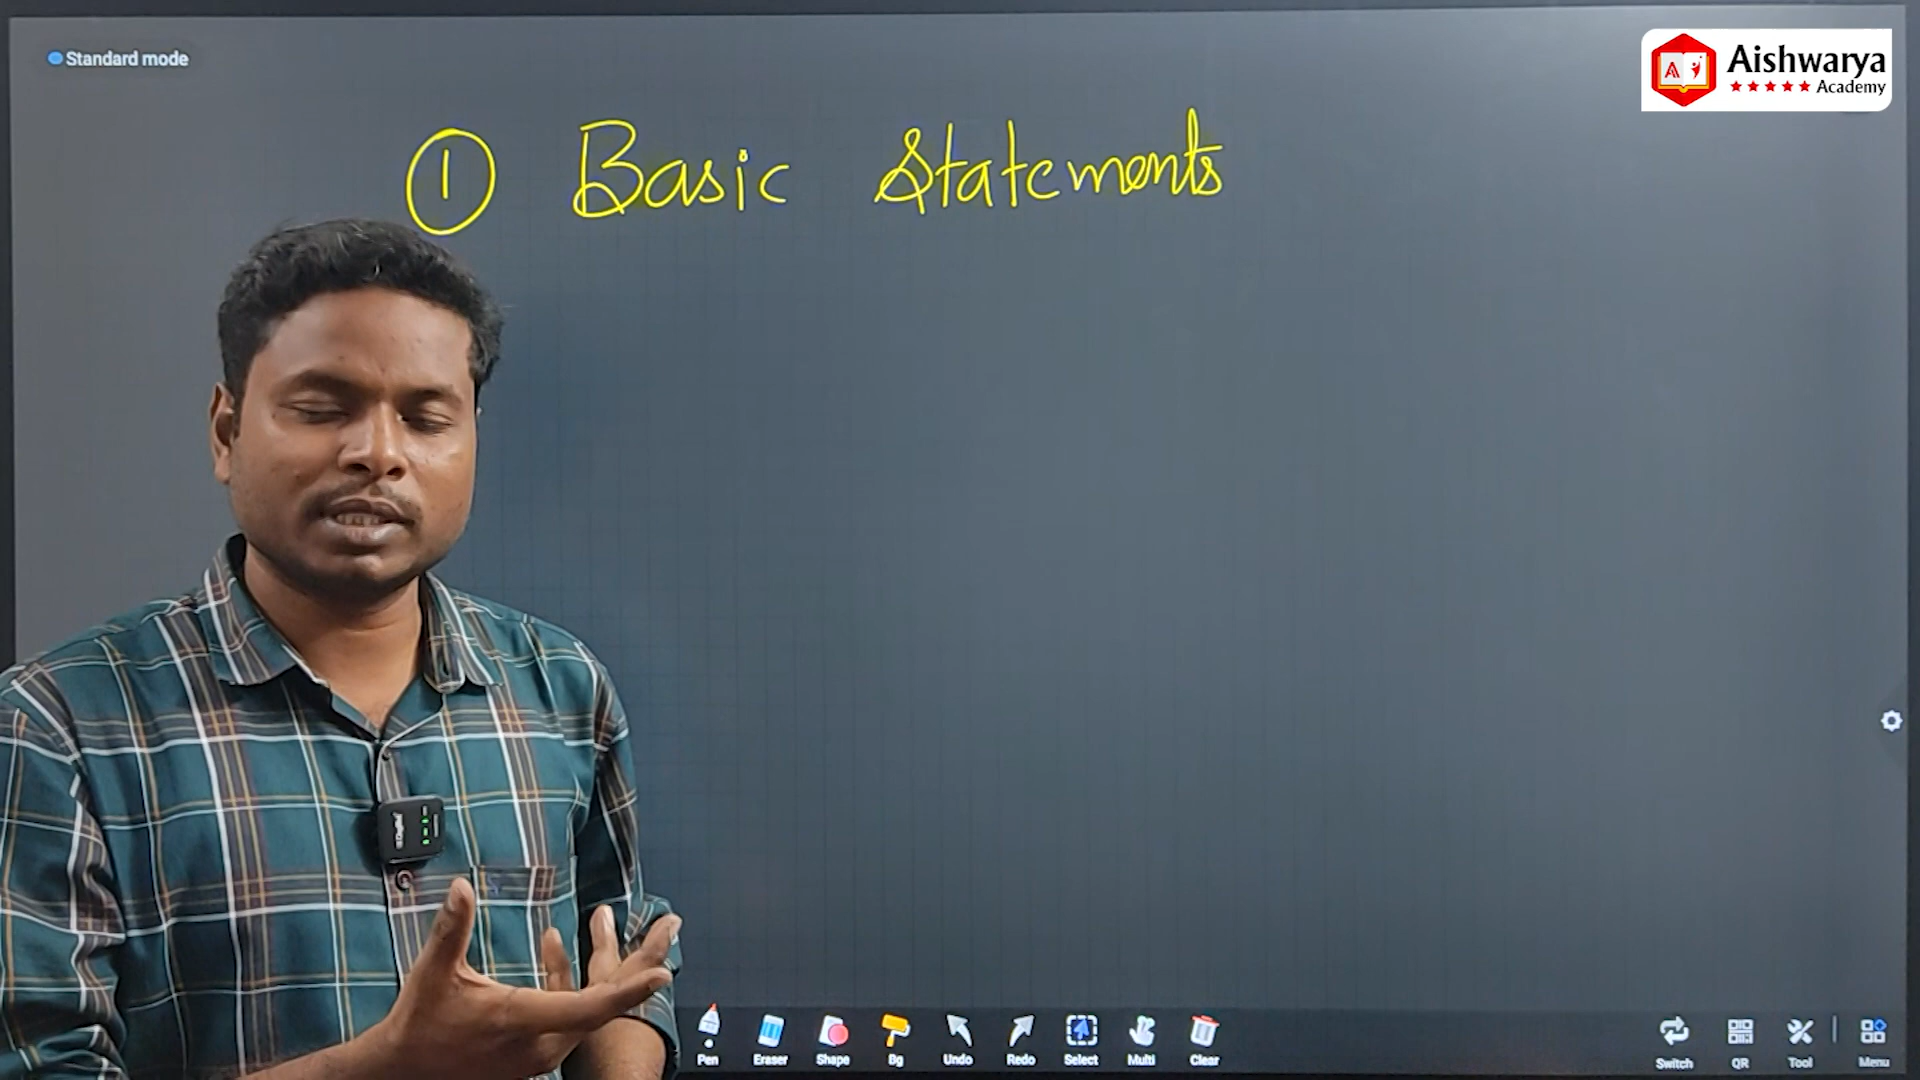 Standard mode
Aishwarya
Academy
① Basic Statements
Pen Eraser Shape Bg Undo Redo Select Multi Clear Switch QR Tool Menu